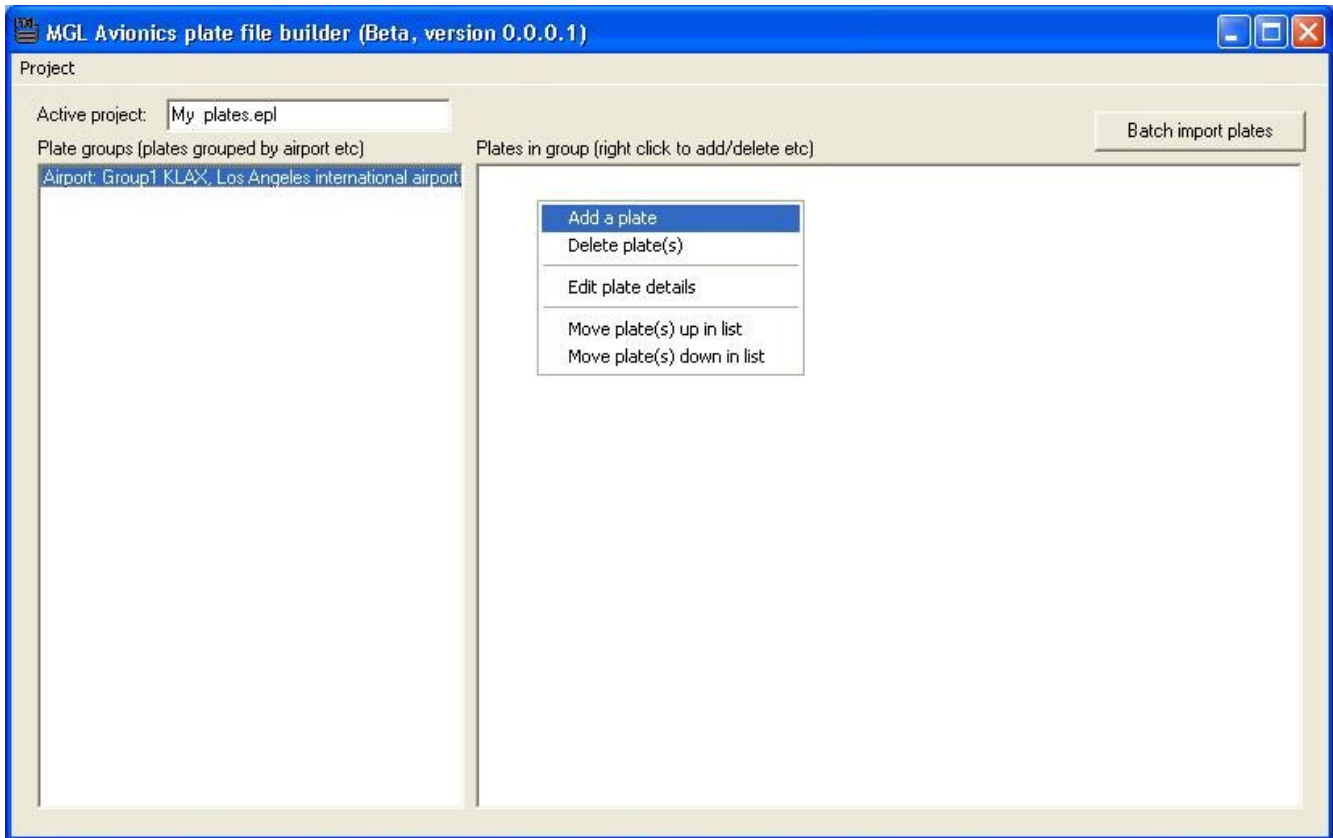 MGL Avionics plate file builder (Beta, version 0.0.0.1)
Project
Active project: My plates.epl
Batch import plates
Plate groups (plates grouped by airport etc)
Plates in group (right click to add/delete etc)
Airport: Group1 KLAX, Los Angeles international airport
Add a plate
Delete plate(s)
Edit plate details
Move plate(s) up in list
Move plate(s) down in list